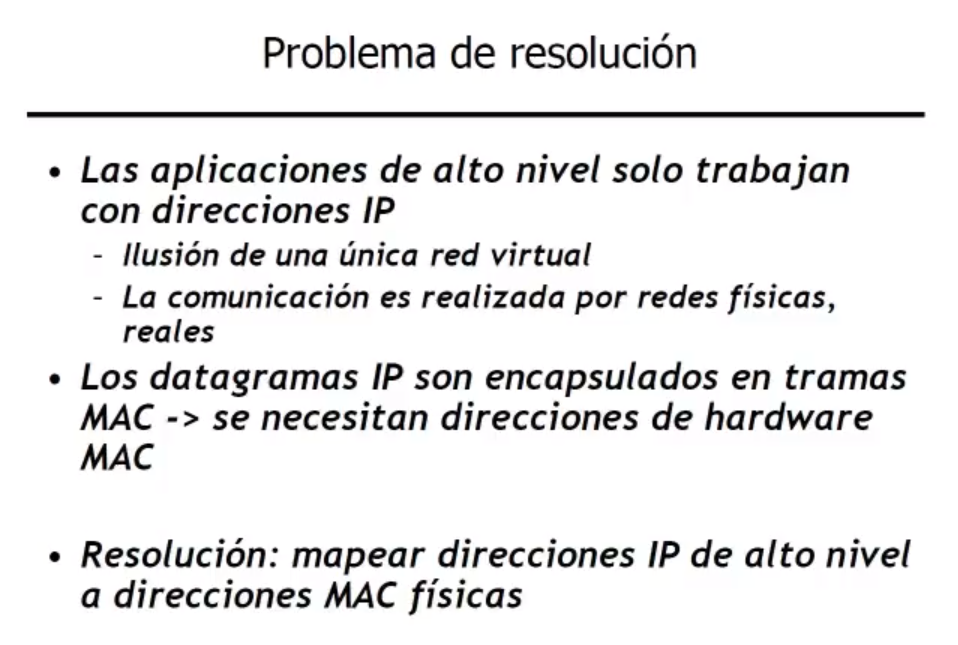 Problema de resolución
• Las aplicaciones de alto nivel solo trabajan
con direcciones IP
– Ilusión de una única red virtual
– La comunicación es realizada por redes físicas,
reales
• Los datagramas IP son encapsulados en tramas
MAC -> se necesitan direcciones de hardware
MAC
• Resolución: mapear direcciones IP de alto nivel
a direcciones MAC físicas